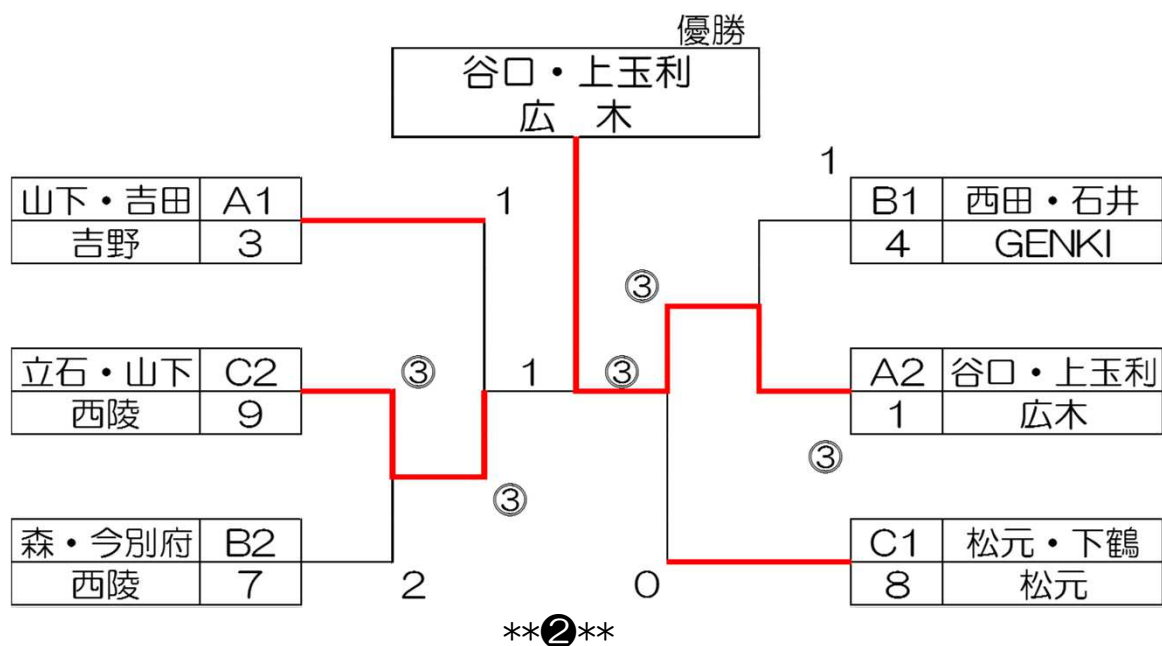 優勝
谷口・上玉利
広 木
1
山下・吉田 A1 1 B1 西田・石井
吉野 3 4 GENKI
③
立石・山下 C2 ③ 1 ③ A2 谷口・上玉利
西陵 9 1 広木
③
③
森・今別府 B2 C1 松元・下鶴
西陵 7 2 0 8 松元
**❷**